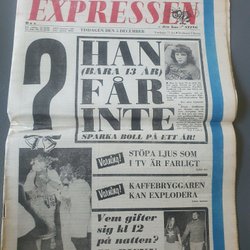 EXPRESSEN
TISDAGEN DEN 4 DECEMBER
?
HAN
(BARA 13 ÅR)
FÅR
INTE
SPARKA BOLL PÅ ETT ÅR!
Varning!
STÖPA LJUS SOM
I TV ÄR FARLIGT
Varning!
KAFFEBRYGGAREN
KAN EXPLODERA
Vem gifter
sig kl 12
på natten?